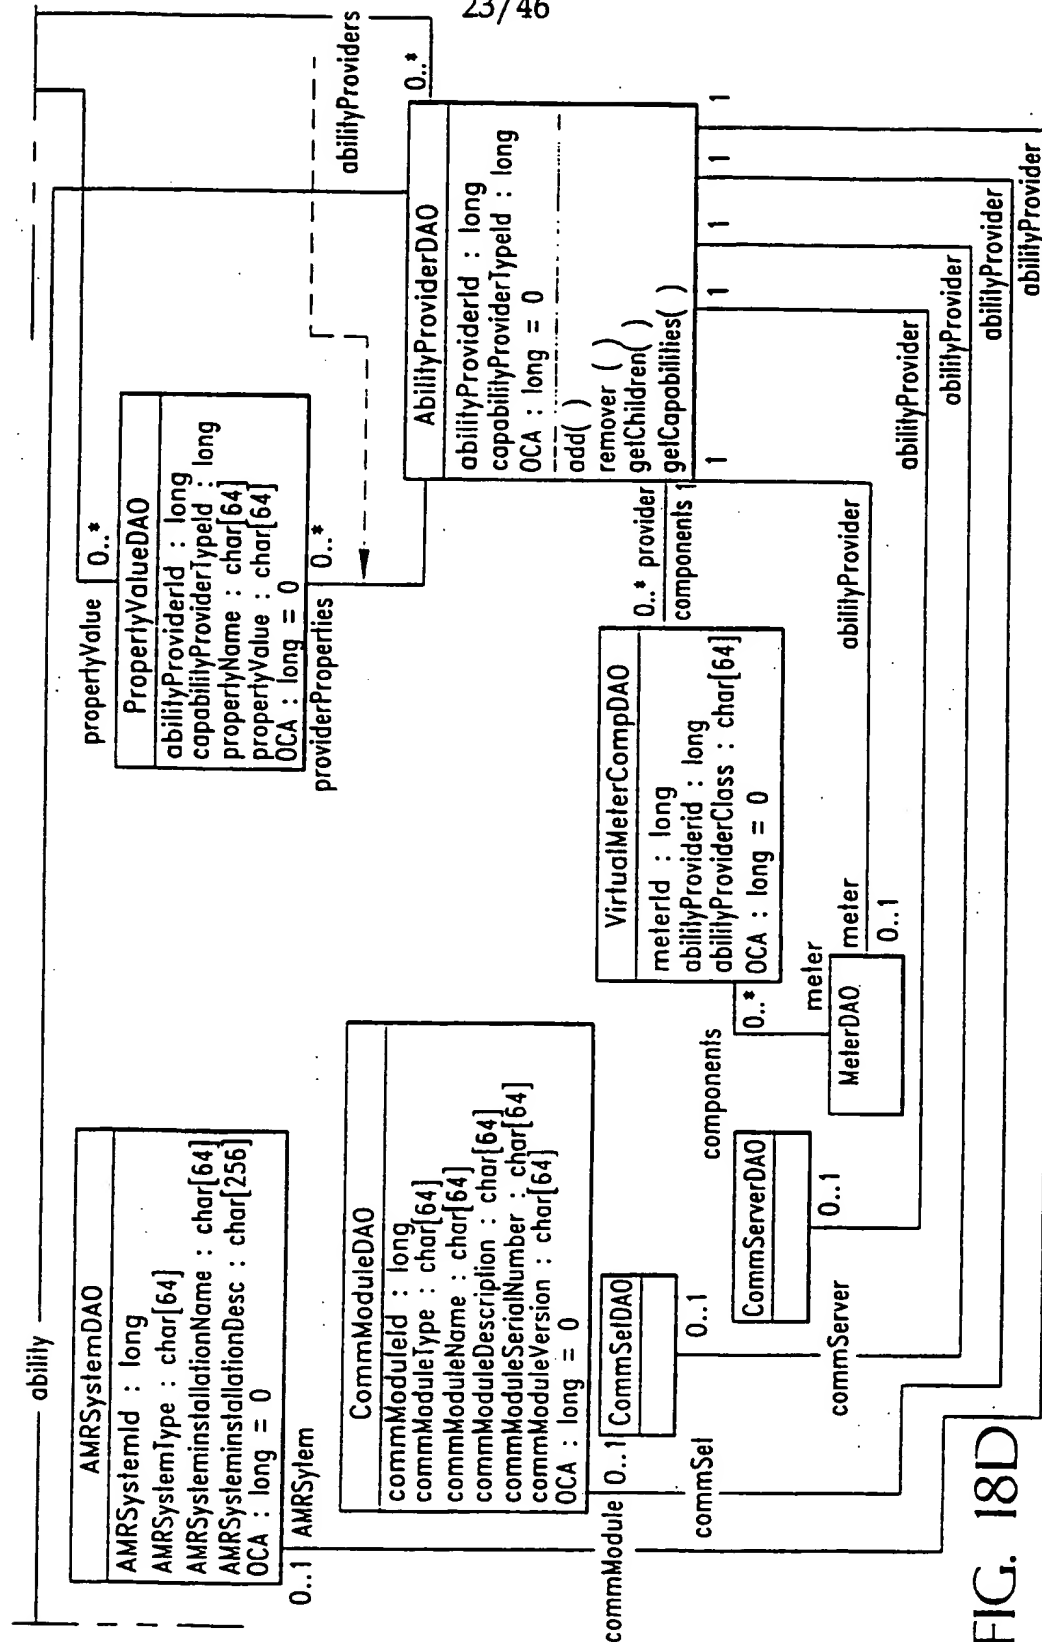 23/46
ability
AMRSystemDAO
AMRSystemId : long
AMRSystemType : char[64]
AMRSysteminstallationName : char[64]
AMRSysteminstallationDesc : char[256]
OCA : long = 0
0..1 AMRSylem
propertyValue 0..*
PropertyValueDAO
abilityProviderId : long
capabilityProviderTypeId : long
propertyName : char[64]
propertyValue : char[64]
OCA : long = 0
providerProperties 0..*
abilityProviders
0..*
CommModuleDAO
commModuleId : long
commModuleType : char[64]
commModuleName : char[64]
commModuleDescription : char[64]
commModuleSerialNumber : char[64]
commModuleVersion : char[64]
OCA : long = 0
commModule 0..1
AbilityProviderDAO
abilityProviderId : long
capabilityProviderTypeId : long
OCA : long = 0
add( )
remover ( )
getChildren( )
getCapabilities( )
VirtualMeterCompDAO
meterId : long
abilityProviderid : long
abilityProviderClass : char[64]
OCA : long = 0
0..* provider
components 1
components 0..*
meter
CommSetDAO
0..1
commSet
CommServerDAO
0..1
commServer
MeterDAO
meter
0..1
abilityProvider
1
abilityProvider
1
abilityProvider
1
abilityProvider
1
abilityProvider
1
FIG. 18D